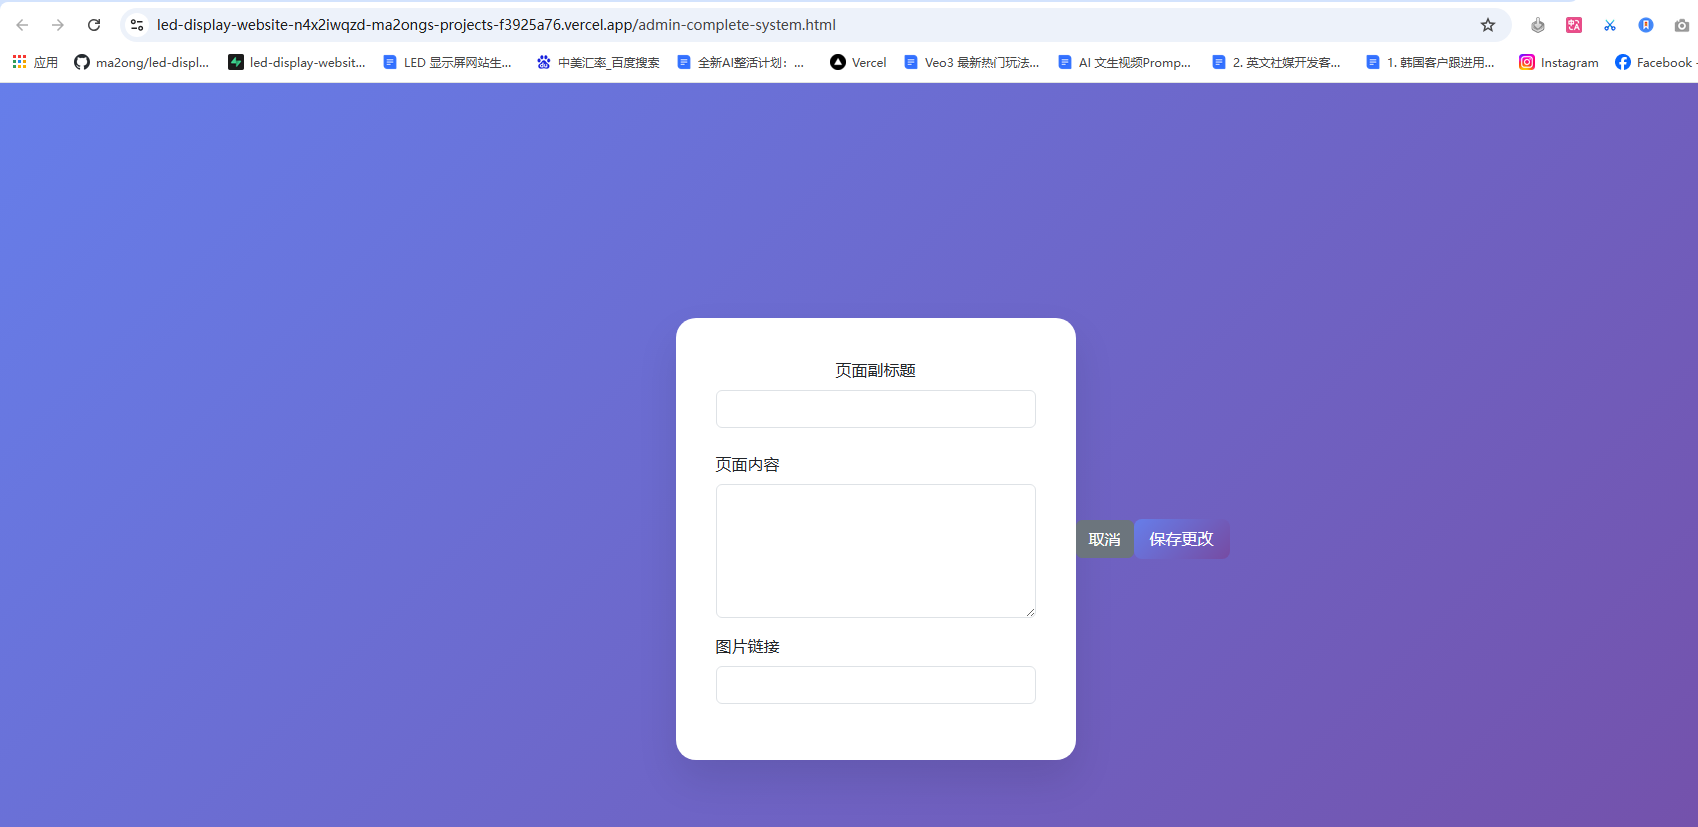 led-display-website-n4x2iwqzd-ma2ongs-projects-f3925a76.vercel.app/admin-complete-system.html
应用 ma2ong/led-displ... led-display-websit... LED 显示屏网站生... 中美汇率_百度搜索 全新AI整活计划：... Vercel Veo3 最新热门玩法... AI 文生视频Promp... 2. 英文社媒开发客... 1. 韩国客户跟进用... Instagram Facebook -
页面副标题
页面内容
取消 保存更改
图片链接